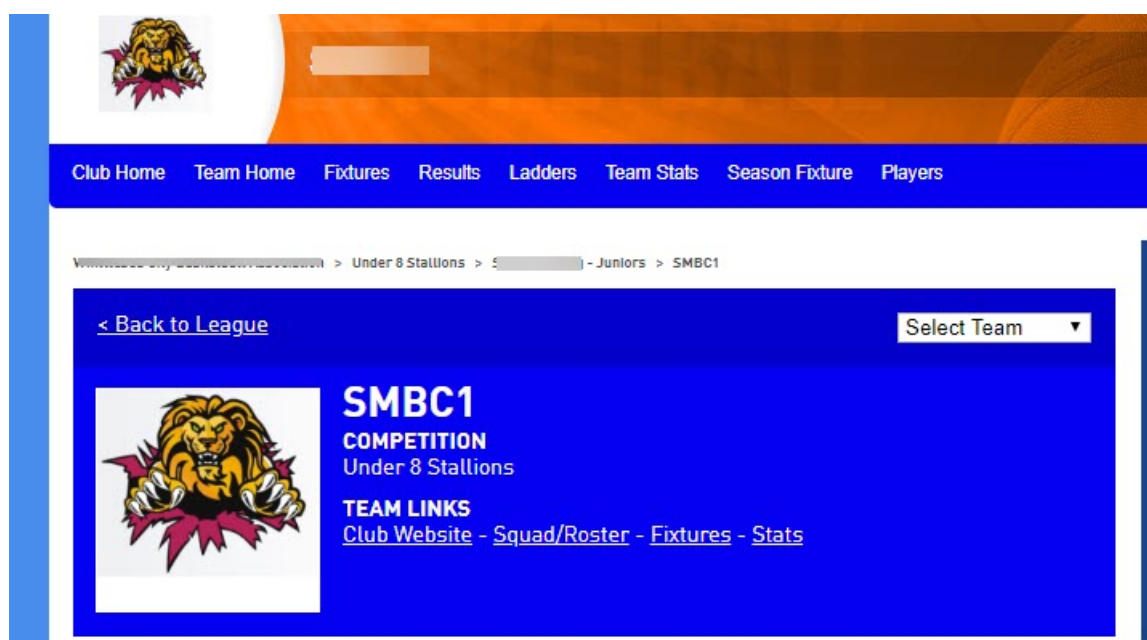 Club Home Team Home Fixtures Results Ladders Team Stats Season Fixture Players
> Under 8 Stallions > - Juniors > SMBC1
< Back to League
Select Team
SMBC1
COMPETITION
Under 8 Stallions
TEAM LINKS
Club Website - Squad/Roster - Fixtures - Stats